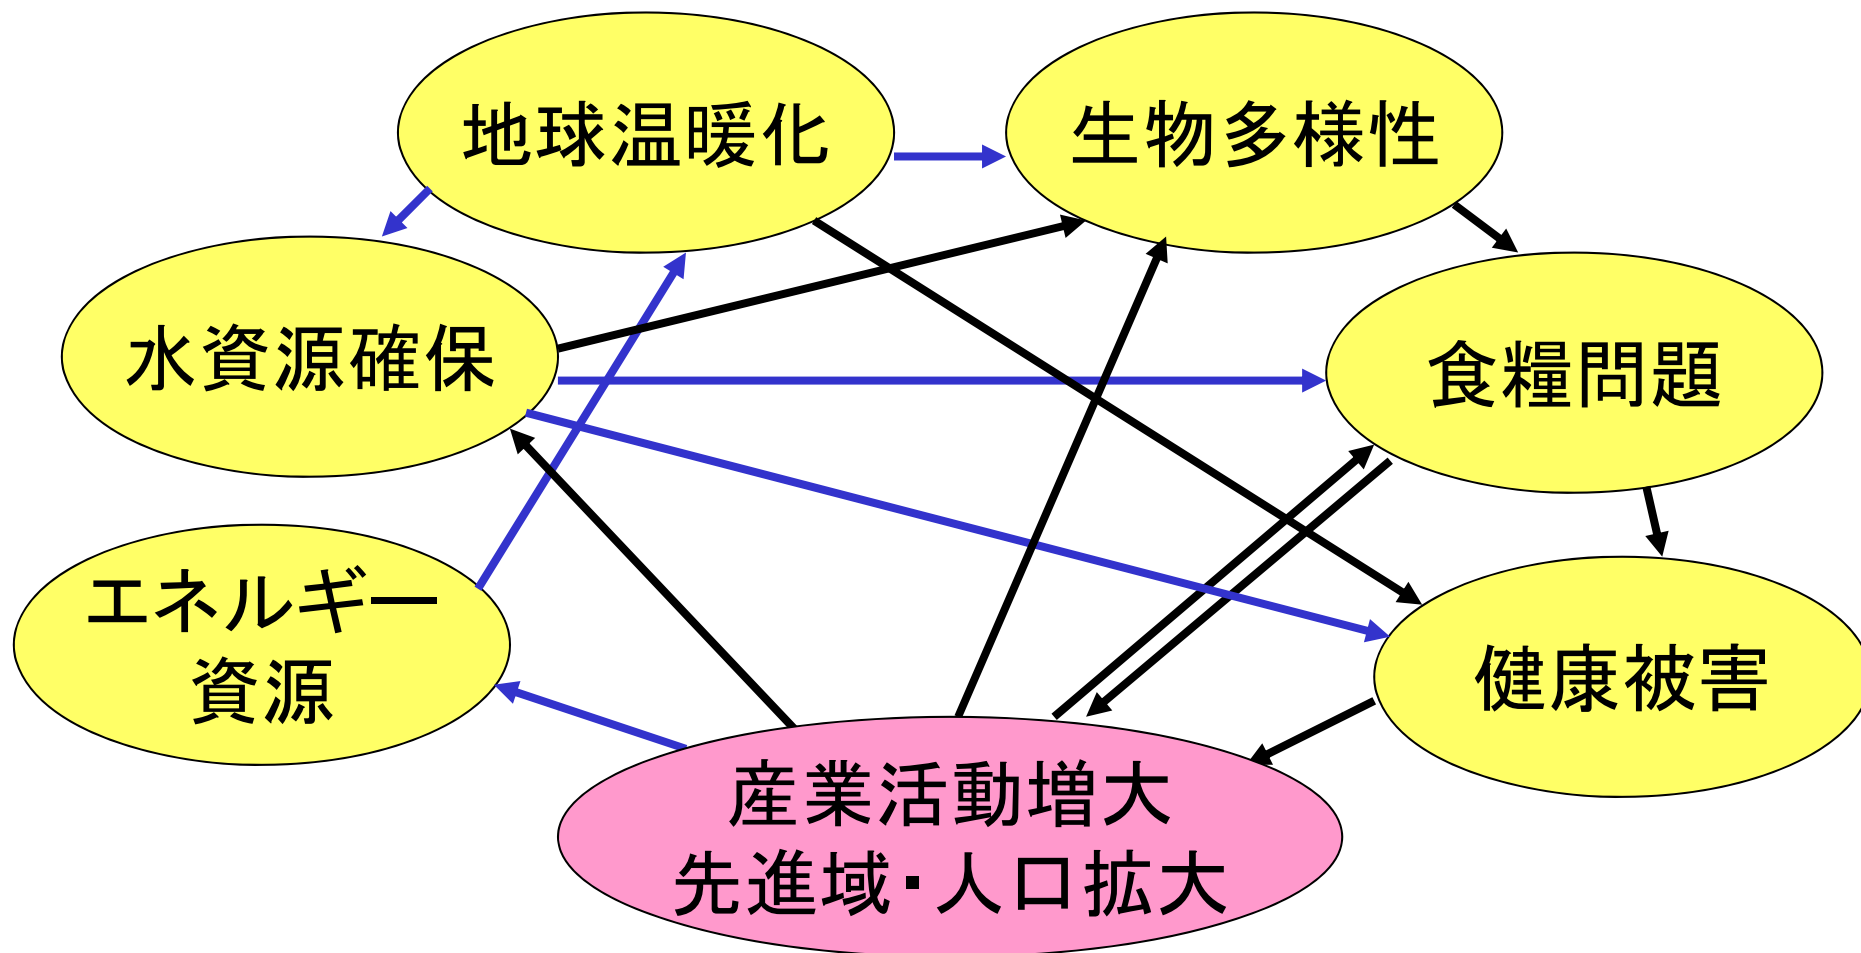 地球温暖化
生物多様性
水資源確保
食糧問題
エネルギー
資源
健康被害
産業活動増大
先進域・人口拡大